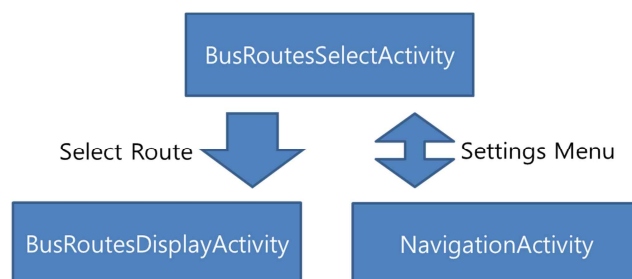 BusRoutesSelectActivity
Select Route
Settings Menu
BusRoutesDisplayActivity
NavigationActivity